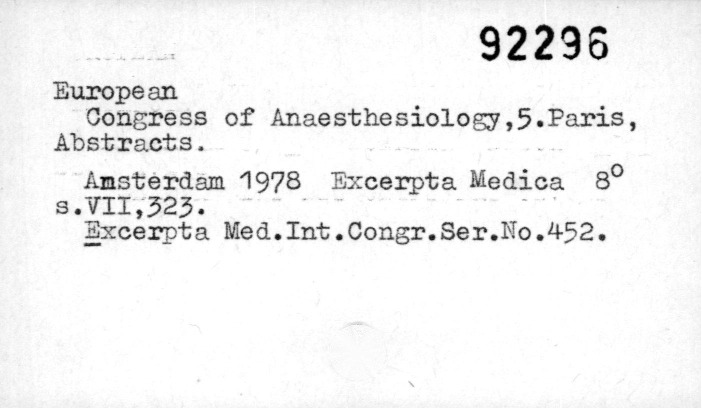 92296
European
Congress of Anaesthesiology,5.Paris,
Abstracts.
Amsterdam 1978 Excerpta Medica 8°
s.VII,323.
Excerpta Med.Int.Congr.Ser.No.452.